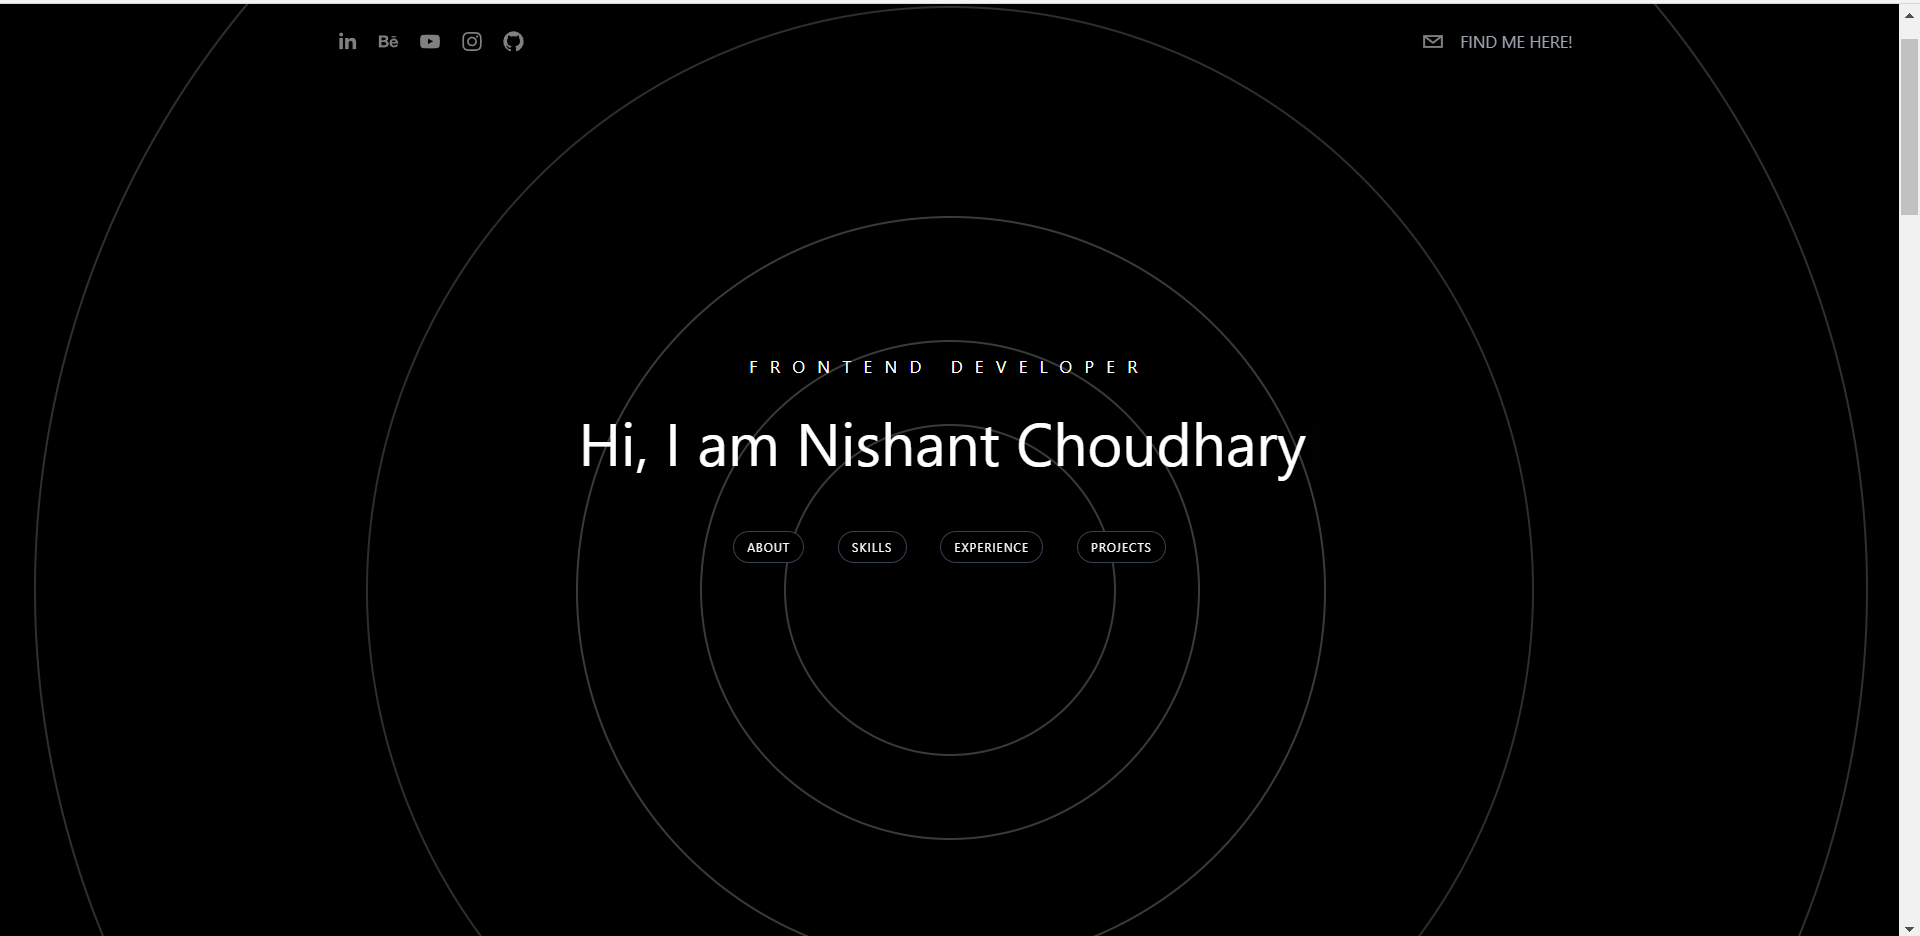 in Bē FIND ME HERE!
FRONTEND DEVELOPER
Hi, I am Nishant Choudhary
ABOUT SKILLS EXPERIENCE PROJECTS